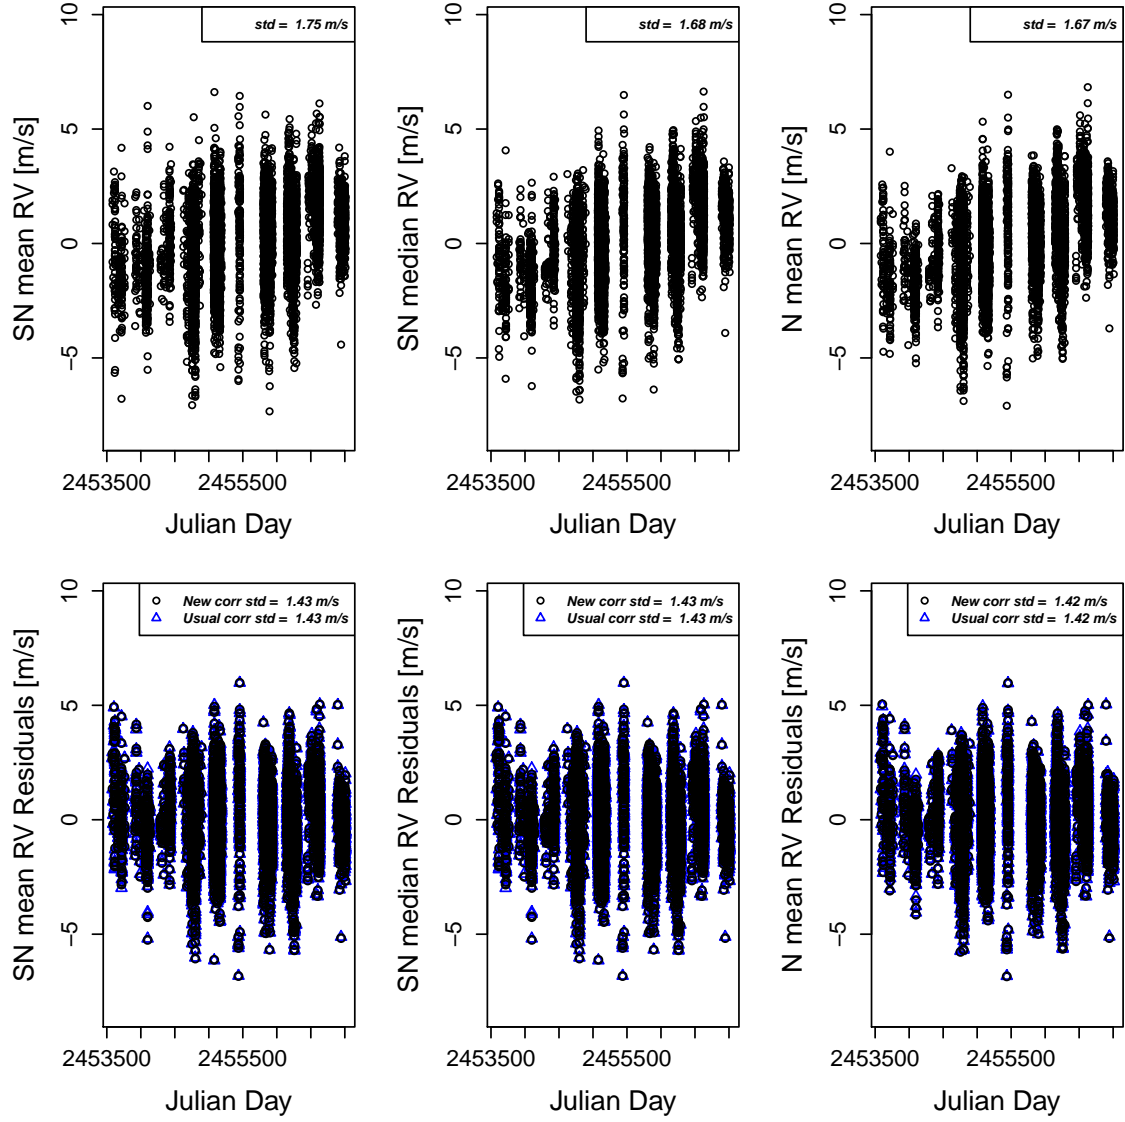 SN mean RV [m/s]
10
5
0
−5
std = 1.75 m/s
2453500
2455500
Julian Day
SN median RV [m/s]
10
5
0
−5
std = 1.68 m/s
2453500
2455500
Julian Day
N mean RV [m/s]
10
5
0
−5
std = 1.67 m/s
2453500
2455500
Julian Day
SN mean RV Residuals [m/s]
10
5
0
−5
New corr std = 1.43 m/s
Usual corr std = 1.43 m/s
2453500
2455500
Julian Day
SN median RV Residuals [m/s]
10
5
0
−5
New corr std = 1.43 m/s
Usual corr std = 1.43 m/s
2453500
2455500
Julian Day
N mean RV Residuals [m/s]
10
5
0
−5
New corr std = 1.42 m/s
Usual corr std = 1.42 m/s
2453500
2455500
Julian Day